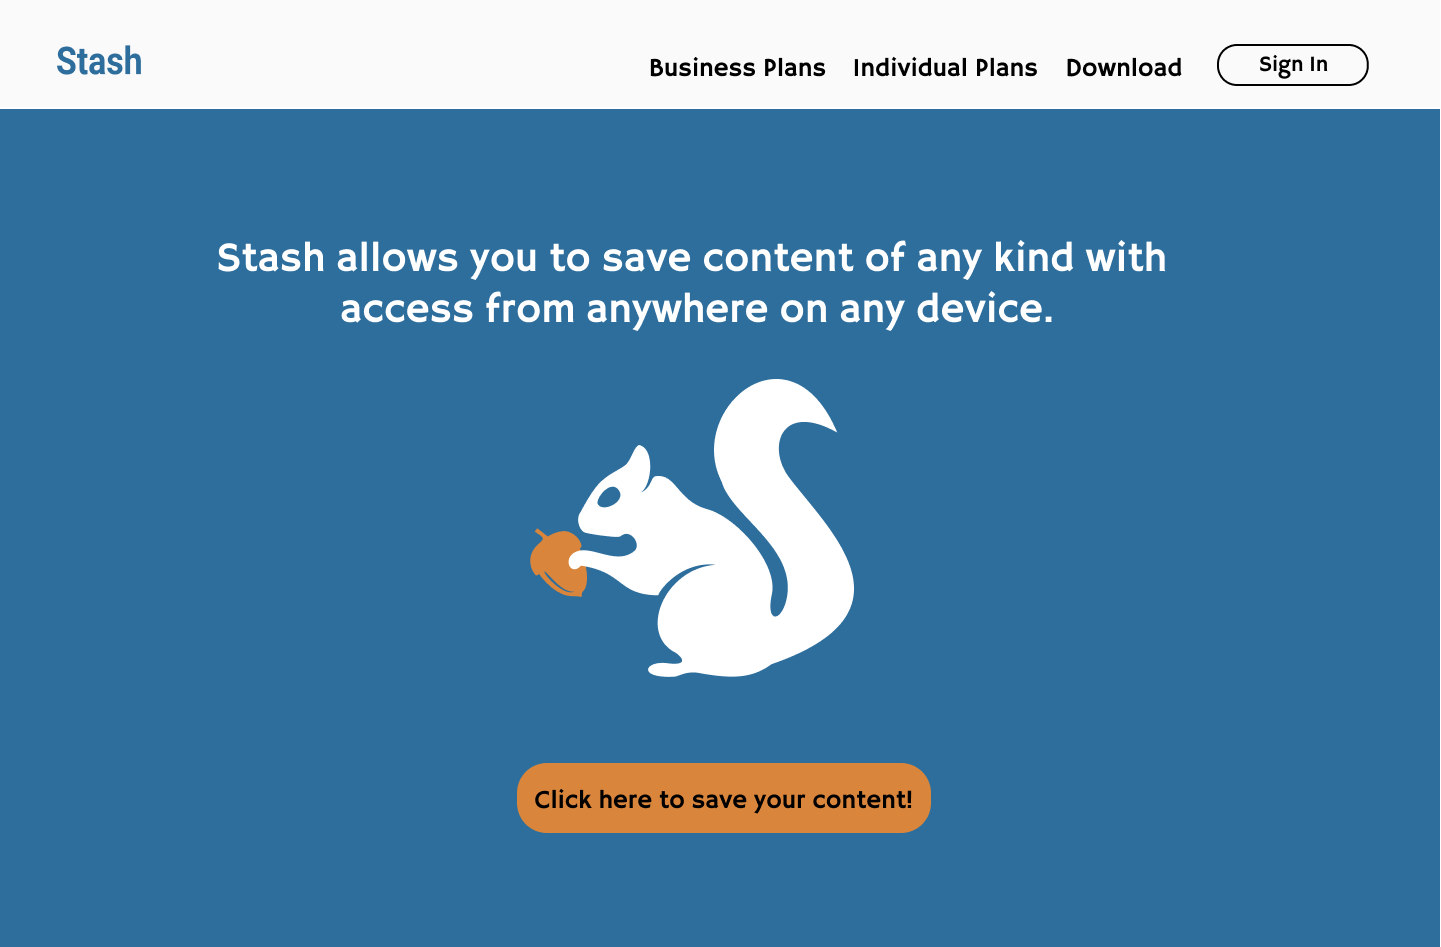 Stash
Business Plans
Individual Plans
Download
Sign In
Stash allows you to save content of any kind with
access from anywhere on any device.
Click here to save your content!